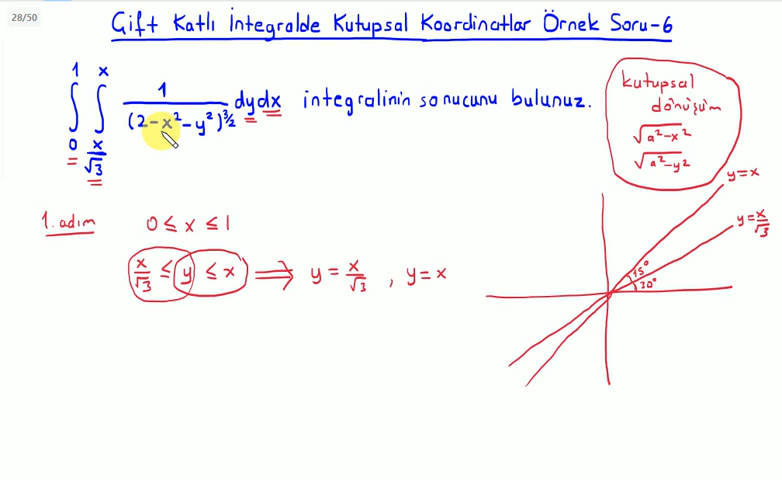 28/50
Çift Katlı İntegralde Kutupsal Koordinatlar Örnek Soru-6
∫₀¹ ∫_{x/√3}^{x} 1/(2-x²-y²)^{3/2} dydx integralinin sonucunu bulunuz.
kutupsal
dönüşüm
√a²-x²
√a²-y²
y=x
y=x/√3
45°
30°
1. adım 0 ≤ x ≤ 1
x/√3 ≤ y ≤ x ⟹ y = x/√3 , y = x